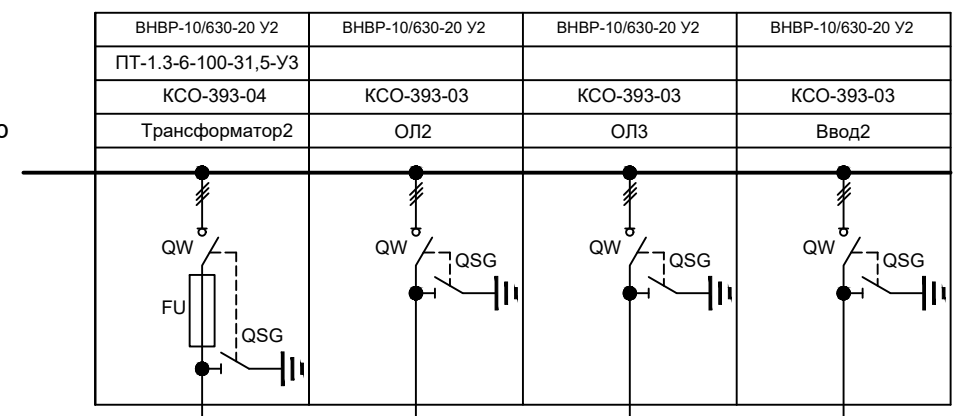 ВНВР-10/630-20 У2 ВНВР-10/630-20 У2 ВНВР-10/630-20 У2 ВНВР-10/630-20 У2
ПТ-1.3-6-100-31,5-У3
КСО-393-04 КСО-393-03 КСО-393-03 КСО-393-03
о Трансформатор2 ОЛ2 ОЛ3 Ввод2
QW QW QW QW
QSG QSG QSG
FU
QSG